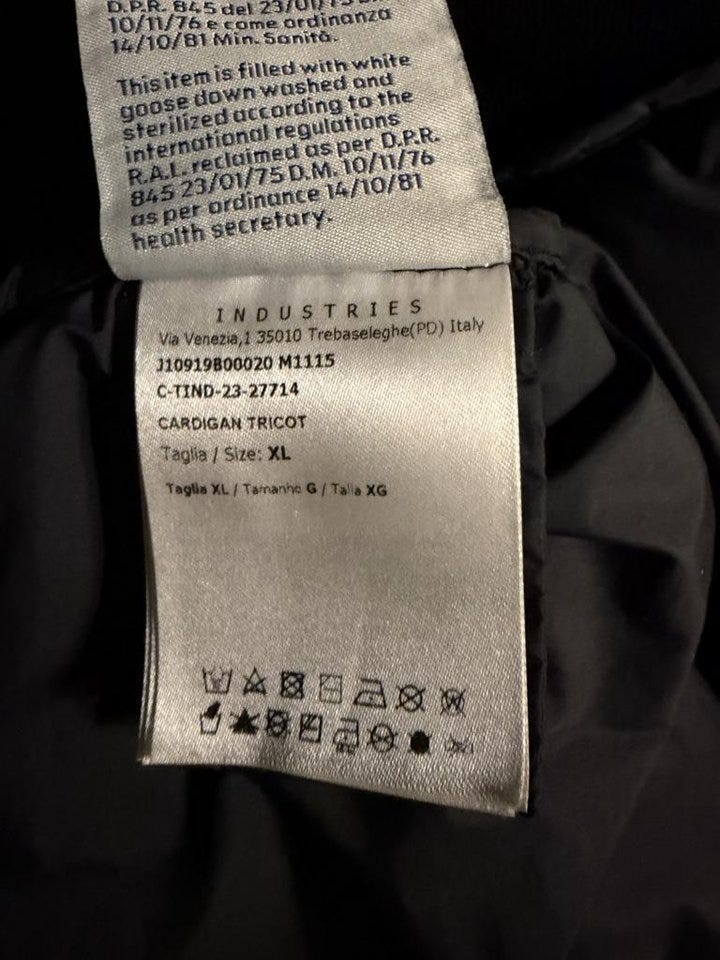 D.P.R. 845 del 23/01/75 D.
10/11/76 e come ordinanza
14/10/81 Min. Sanità.
This item is filled with white
goose down washed and
sterilized according to the
international regulations
R.A.L. reclaimed as per D.P.R.
845 23/01/75 D.M. 10/11/76
as per ordinance 14/10/81
health secretary.
INDUSTRIES
Via Venezia,1 35010 Trebaseleghe(PD) Italy
J10919B00020 M1115
C-TIND-23-27714
CARDIGAN TRICOT
Taglia / Size: XL
Taglia XL / Tamanho G / Talla XG